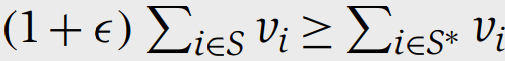 (1 + ϵ) ∑_{i∈S} v_i ≥ ∑_{i∈S*} v_i